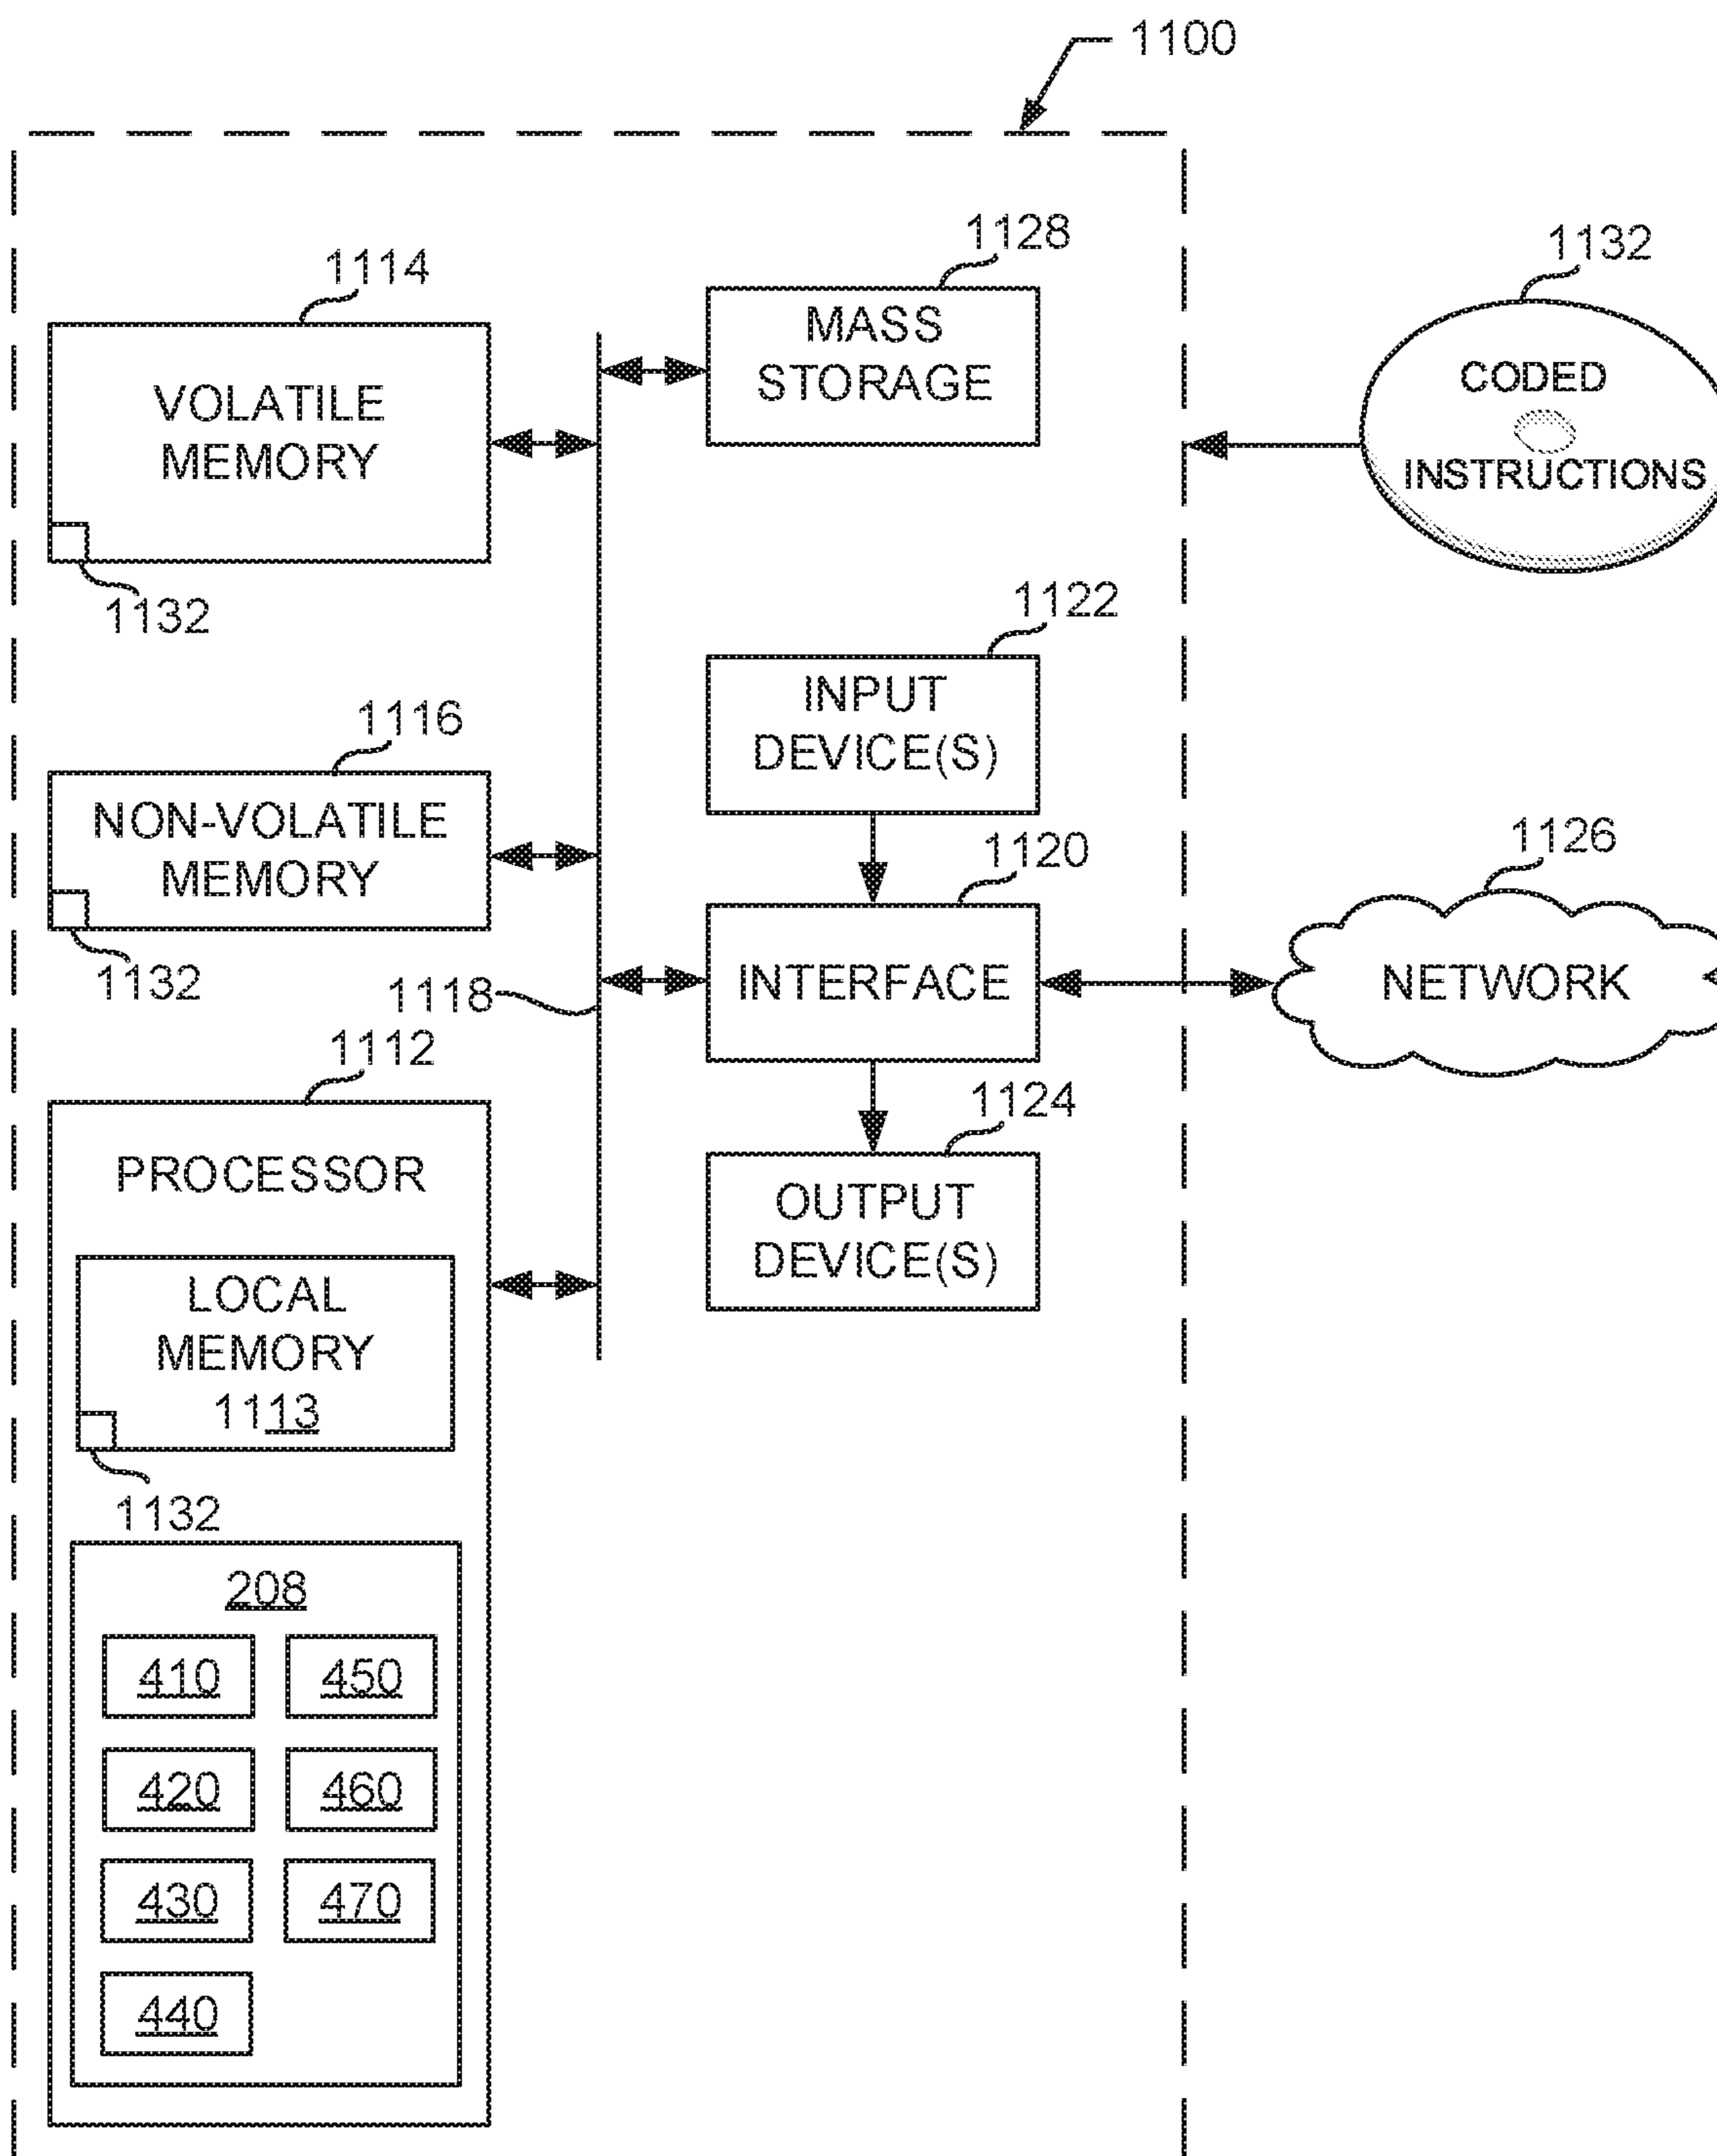 1100
1128
1132
1114
MASS
STORAGE
CODED
INSTRUCTIONS
VOLATILE
MEMORY
1132
1122
INPUT
DEVICE(S)
1116
NON-VOLATILE
MEMORY
1132
1120
1126
1118
INTERFACE
NETWORK
1112
1124
PROCESSOR
OUTPUT
DEVICE(S)
LOCAL
MEMORY
1113
1132
208
410 450
420 460
430 470
440